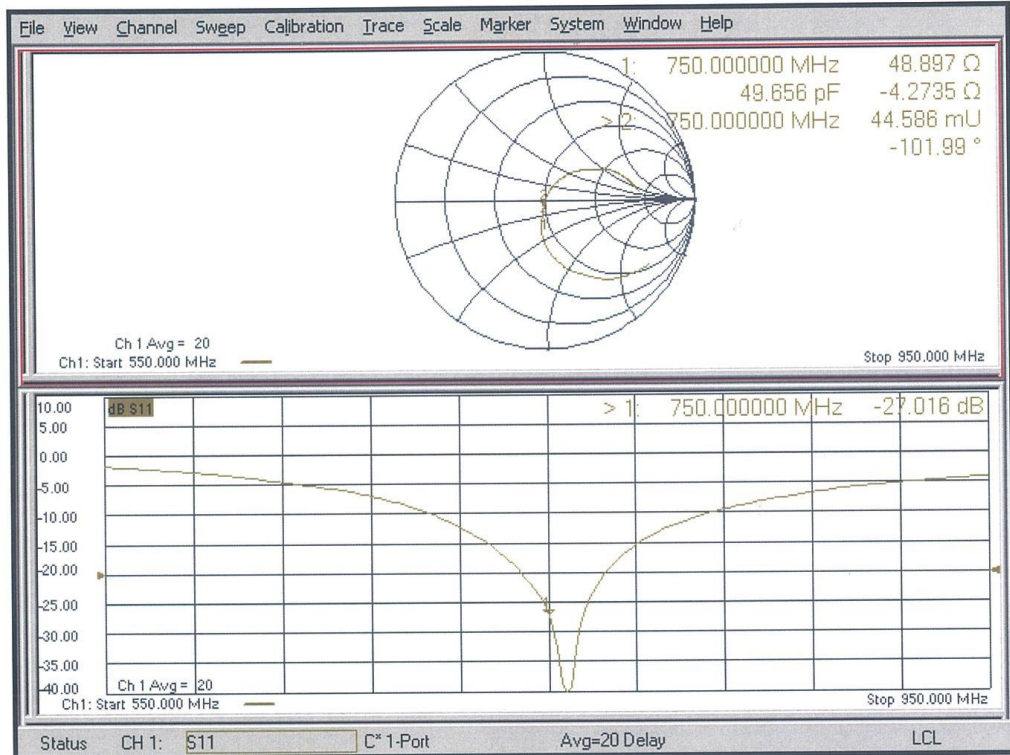 File View Channel Sweep Calibration Trace Scale Marker System Window Help
1: 750.000000 MHz 48.897 Ω
49.656 pF -4.2735 Ω
> 2: 750.000000 MHz 44.586 mU
-101.99 °
Ch 1 Avg = 20
Ch1: Start 550.000 MHz
Stop 950.000 MHz
10.00
dB S11
> 1: 750.000000 MHz -27.016 dB
5.00
0.00
-5.00
-10.00
-15.00
-20.00
-25.00
-30.00
-35.00
-40.00
1
Ch 1 Avg = 20
Ch1: Start 550.000 MHz
Stop 950.000 MHz
Status CH 1: S11 C* 1-Port Avg=20 Delay LCL